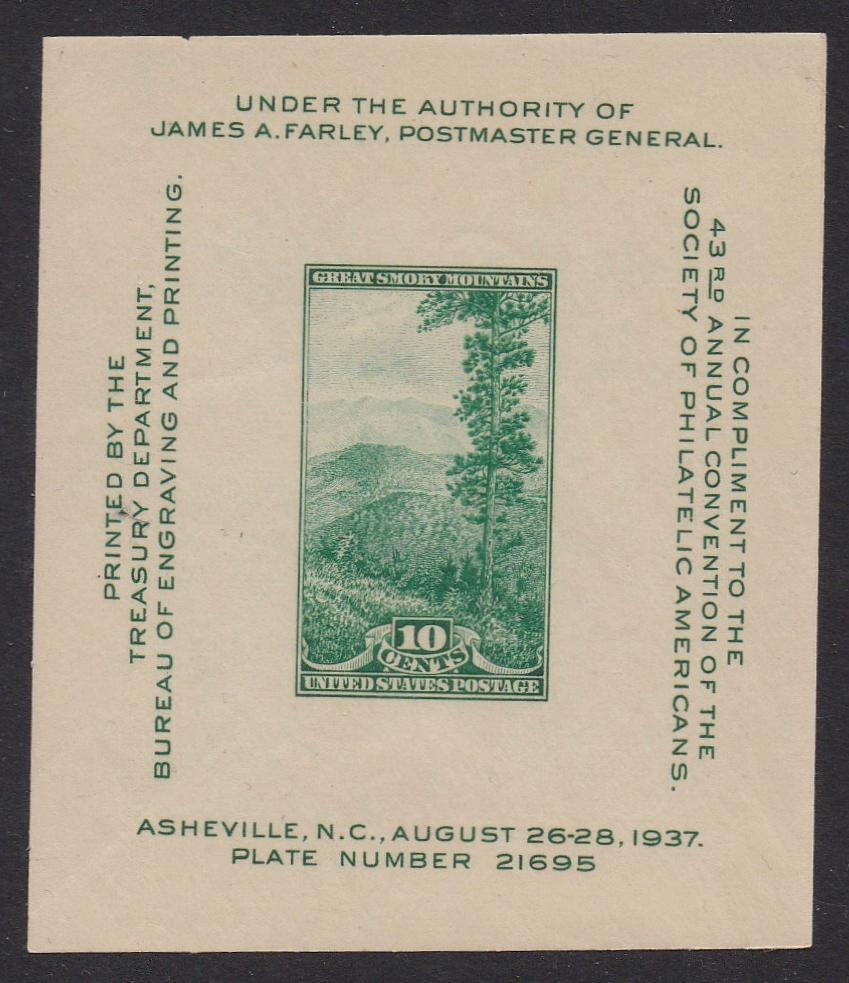 UNDER THE AUTHORITY OF
JAMES A. FARLEY, POSTMASTER GENERAL.
PRINTED BY THE
TREASURY DEPARTMENT,
BUREAU OF ENGRAVING AND PRINTING.
GREAT SMOKY MOUNTAINS
10
CENTS
UNITED STATES POSTAGE
IN COMPLIMENT TO THE
43RD ANNUAL CONVENTION OF THE
SOCIETY OF PHILATELIC AMERICANS.
ASHEVILLE, N.C., AUGUST 26-28, 1937.
PLATE NUMBER 21695